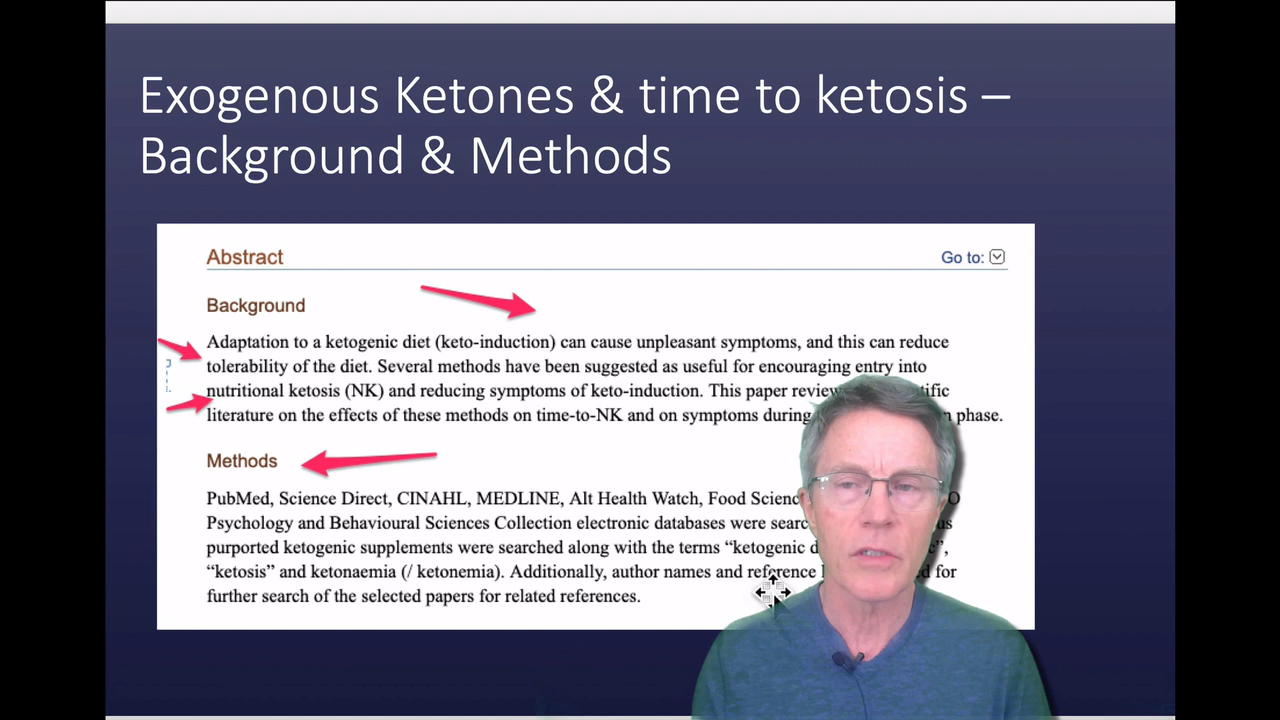 Exogenous Ketones & time to ketosis –
Background & Methods
Abstract
Go to:
Background
Adaptation to a ketogenic diet (keto-induction) can cause unpleasant symptoms, and this can reduce
tolerability of the diet. Several methods have been suggested as useful for encouraging entry into
nutritional ketosis (NK) and reducing symptoms of keto-induction. This paper
literature on the effects of these methods on time-to-NK and on symptoms during phase.
Methods
PubMed, Science Direct, CINAHL, MEDLINE, Alt Health Watch, Food
Psychology and Behavioural Sciences Collection electronic databases were
purported ketogenic supplements were searched along with the terms “ketogenic
“ketosis” and ketonaemia (/ ketonemia). Additionally, author names and reference for
further search of the selected papers for related references.